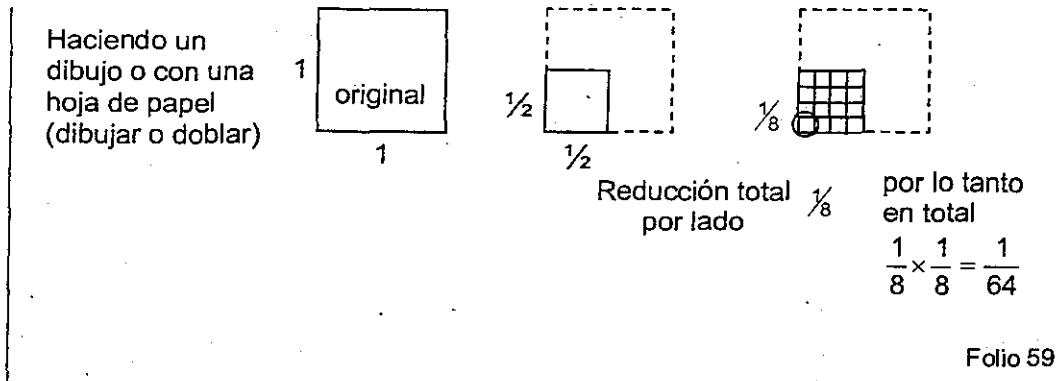 Haciendo un
dibujo o con una
hoja de papel
(dibujar o doblar)
1
original
1
½
½
⅛
Reducción total
por lado
⅛
por lo tanto
en total
1/8 × 1/8 = 1/64
Folio 59